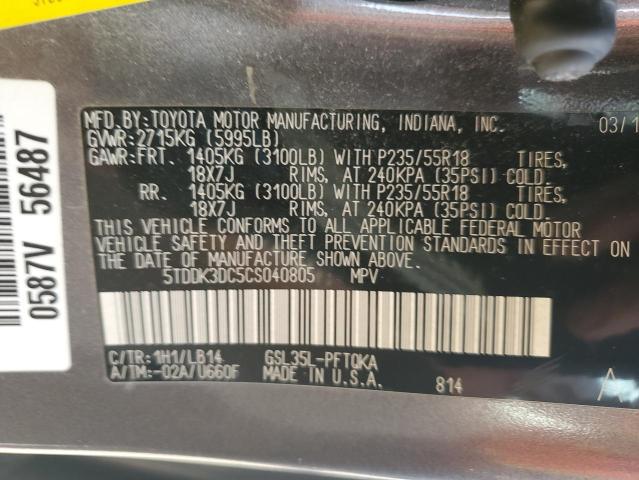 MFD.BY:TOYOTA MOTOR MANUFACTURING, INDIANA, INC. 03/1
GVWR:2715KG (5995LB)
GAWR:FRT. 1405KG (3100LB) WITH P235/55R18 TIRES,
18X7J RIMS, AT 240KPA (35PSI) COLD.
RR. 1405KG (3100LB) WITH P235/55R18 TIRES,
18X7J RIMS, AT 240KPA (35PSI) COLD.
THIS VEHICLE CONFORMS TO ALL APPLICABLE FEDERAL MOTOR
VEHICLE SAFETY AND THEFT PREVENTION STANDARDS IN EFFECT ON
THE DATE OF MANUFACTURE SHOWN ABOVE.
5TDDK3DC5CS040805 MPV
C/TR:1H1/LB14 GSL35L-PFTQKA
A/TM:-02A/U660F MADE IN U.S.A. 814 A
0587V 56487